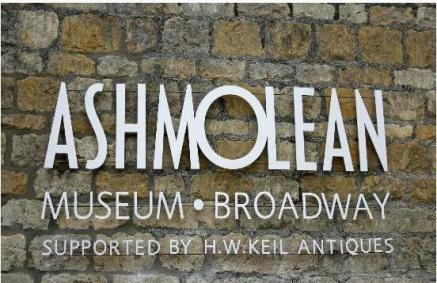 ASHMOLEAN
MUSEUM • BROADWAY
SUPPORTED BY H.W.KEIL ANTIQUES